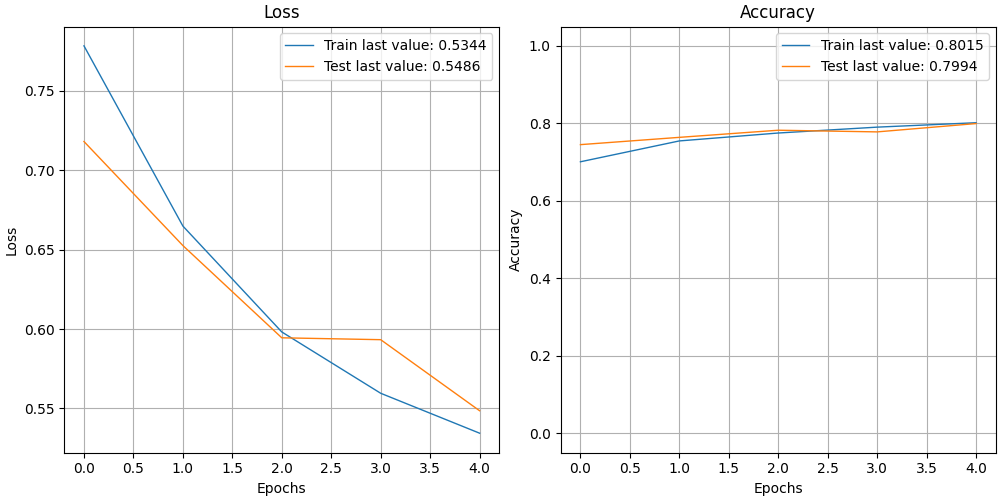 Loss
Train last value: 0.5344
Test last value: 0.5486
0.75
0.70
0.65
0.60
0.55
Loss
0.0 0.5 1.0 1.5 2.0 2.5 3.0 3.5 4.0
Epochs
Accuracy
Train last value: 0.8015
Test last value: 0.7994
1.0
0.8
0.6
0.4
0.2
0.0
Accuracy
0.0 0.5 1.0 1.5 2.0 2.5 3.0 3.5 4.0
Epochs